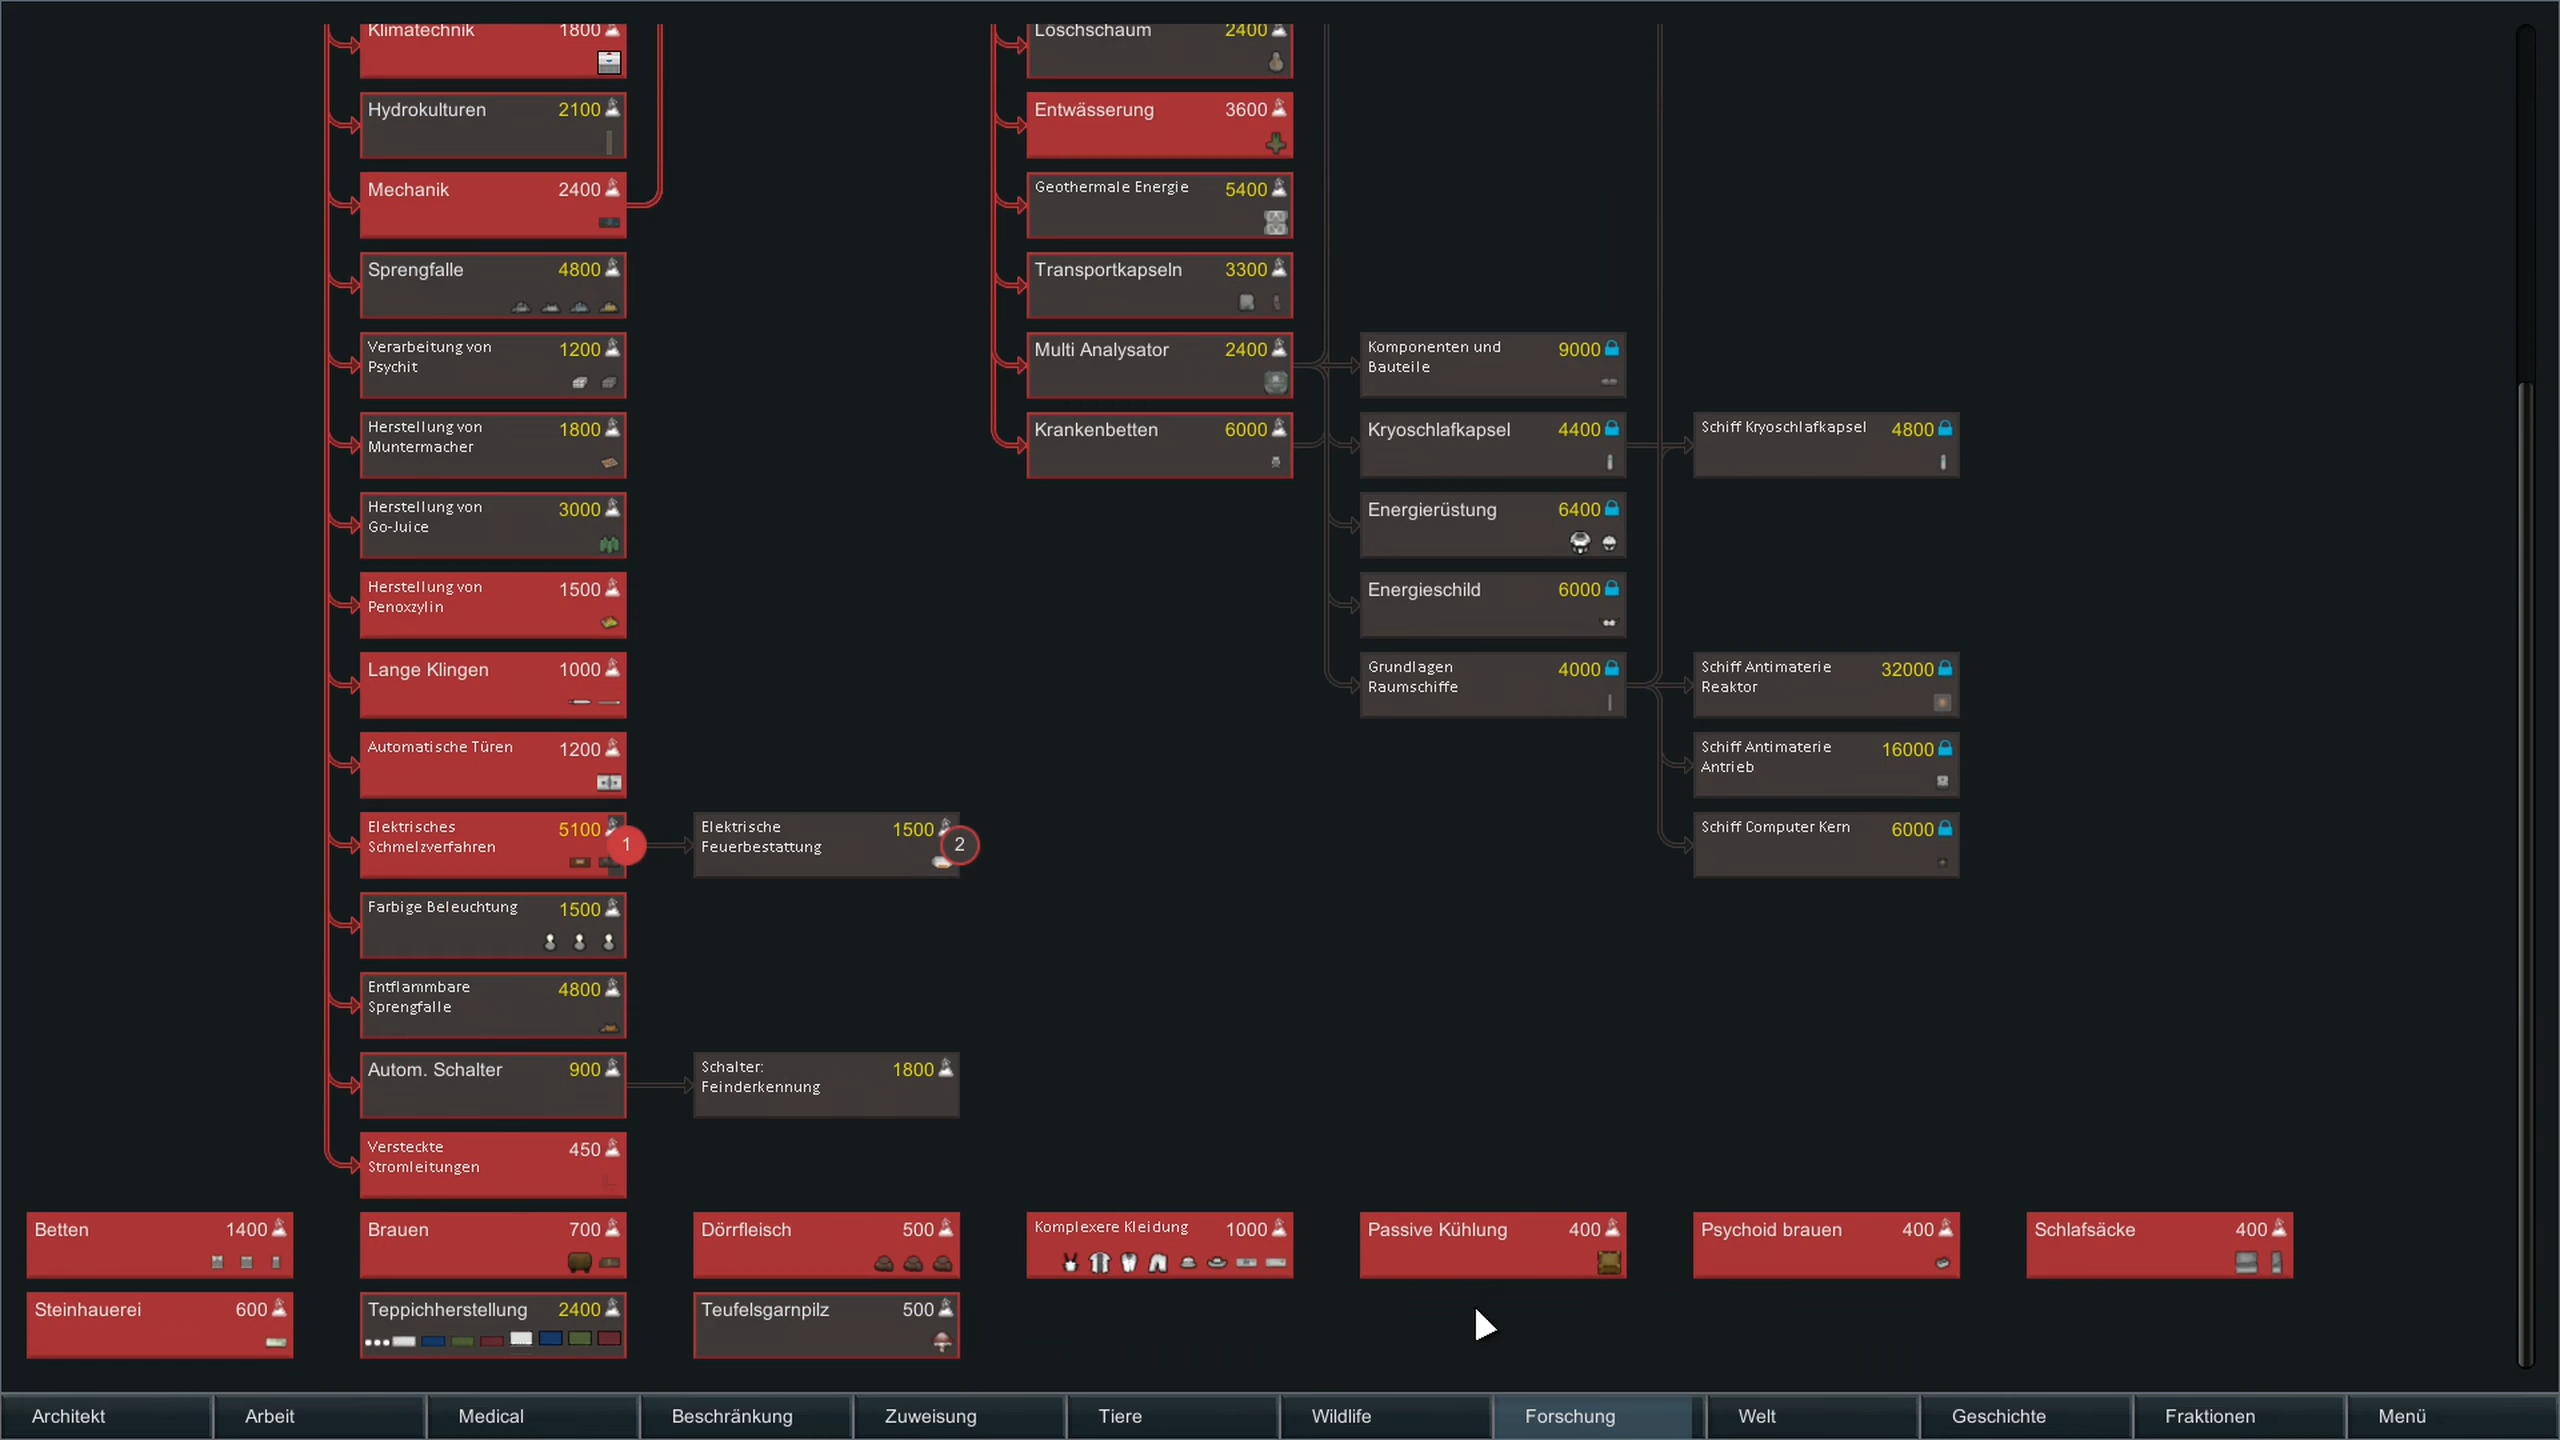 Klimatechnik 1800
Löschschaum 2400
Hydrokulturen 2100
Entwässerung 3600
Mechanik 2400
Geothermale Energie 5400
Sprengfalle 4800
Transportkapseln 3300
Verarbeitung von
Psychit 1200
Multi Analysator 2400
Komponenten und
Bauteile 9000
Herstellung von
Muntermacher 1800
Krankenbetten 6000
Kryoschlafkapsel 4400
Schiff Kryoschlafkapsel 4800
Herstellung von
Go-Juice 3000
Energierüstung 6400
Herstellung von
Penoxzylin 1500
Energieschild 6000
Lange Klingen 1000
Grundlagen
Raumschiffe 4000
Schiff Antimaterie
Reaktor 32000
Automatische Türen 1200
Schiff Antimaterie
Antrieb 16000
Elektrisches
Schmelzverfahren 5100
1
Elektrische
Feuerbestattung 1500
2
Schiff Computer Kern 6000
Farbige Beleuchtung 1500
Entflammbare
Sprengfalle 4800
Autom. Schalter 900
Schalter:
Feinderkennung 1800
Versteckte
Stromleitungen 450
Betten 1400
Brauen 700
Dörrfleisch 500
Komplexere Kleidung 1000
Passive Kühlung 400
Psychoid brauen 400
Schlafsäcke 400
Steinhauerei 600
Teppichherstellung 2400
Teufelsgarnpilz 500
Architekt
Arbeit
Medical
Beschränkung
Zuweisung
Tiere
Wildlife
Forschung
Welt
Geschichte
Fraktionen
Menü